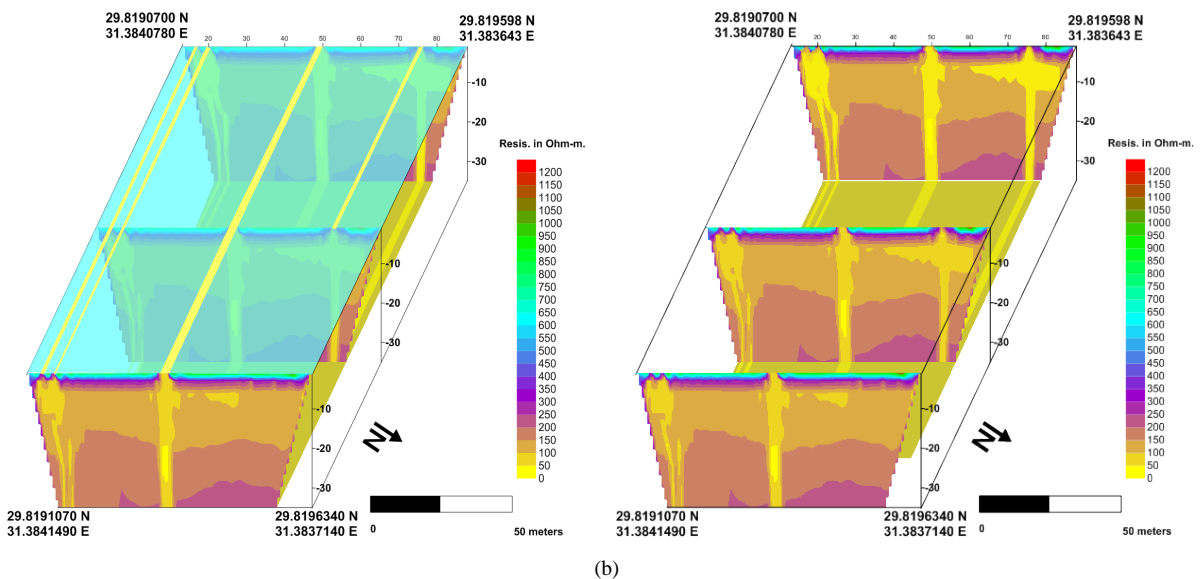 29.8190700 N
31.3840780 E
29.819598 N
31.383643 E
20 30 40 50 60 70 80
-10
-20
-30
Resis. in Ohm-m.
1200
1150
1100
1050
1000
950
900
850
800
750
700
650
600
550
500
450
400
350
300
250
200
150
100
50
0
-10
-20
-30
-10
-20
-30
N
29.8191070 N
31.3841490 E
29.8196340 N
31.3837140 E
0
50 meters
29.8190700 N
31.3840780 E
29.819598 N
31.383643 E
20 30 40 50 60 70 80
-10
-20
-30
Resis. in Ohm-m.
1200
1150
1100
1050
1000
950
900
850
800
750
700
650
600
550
500
450
400
350
300
250
200
150
100
50
0
-10
-20
-30
-10
-20
-30
N
29.8191070 N
31.3841490 E
29.8196340 N
31.3837140 E
0
50 meters
(b)